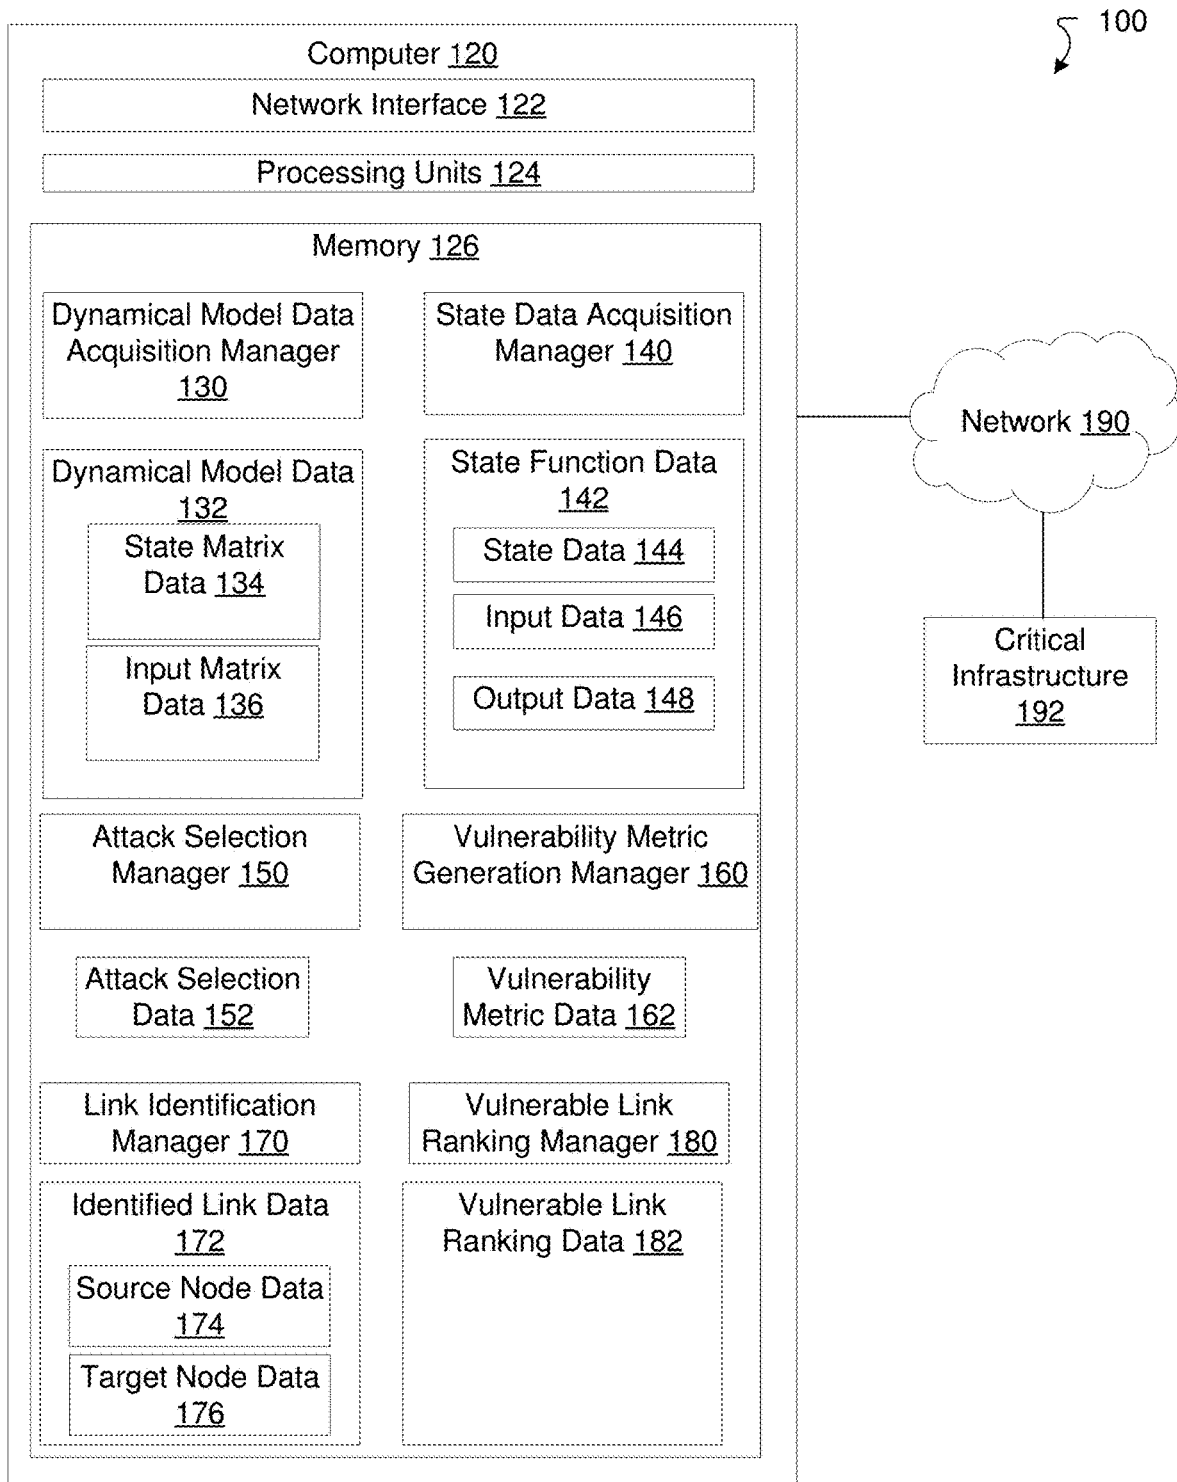 100
Computer 120
Network Interface 122
Processing Units 124
Memory 126
Dynamical Model Data
Acquisition Manager
130
State Data Acquisition
Manager 140
Dynamical Model Data
132
State Matrix
Data 134
Input Matrix
Data 136
State Function Data
142
State Data 144
Input Data 146
Output Data 148
Attack Selection
Manager 150
Vulnerability Metric
Generation Manager 160
Attack Selection
Data 152
Vulnerability
Metric Data 162
Link Identification
Manager 170
Vulnerable Link
Ranking Manager 180
Identified Link Data
172
Source Node Data
174
Target Node Data
176
Vulnerable Link
Ranking Data 182
Network 190
Critical
Infrastructure
192